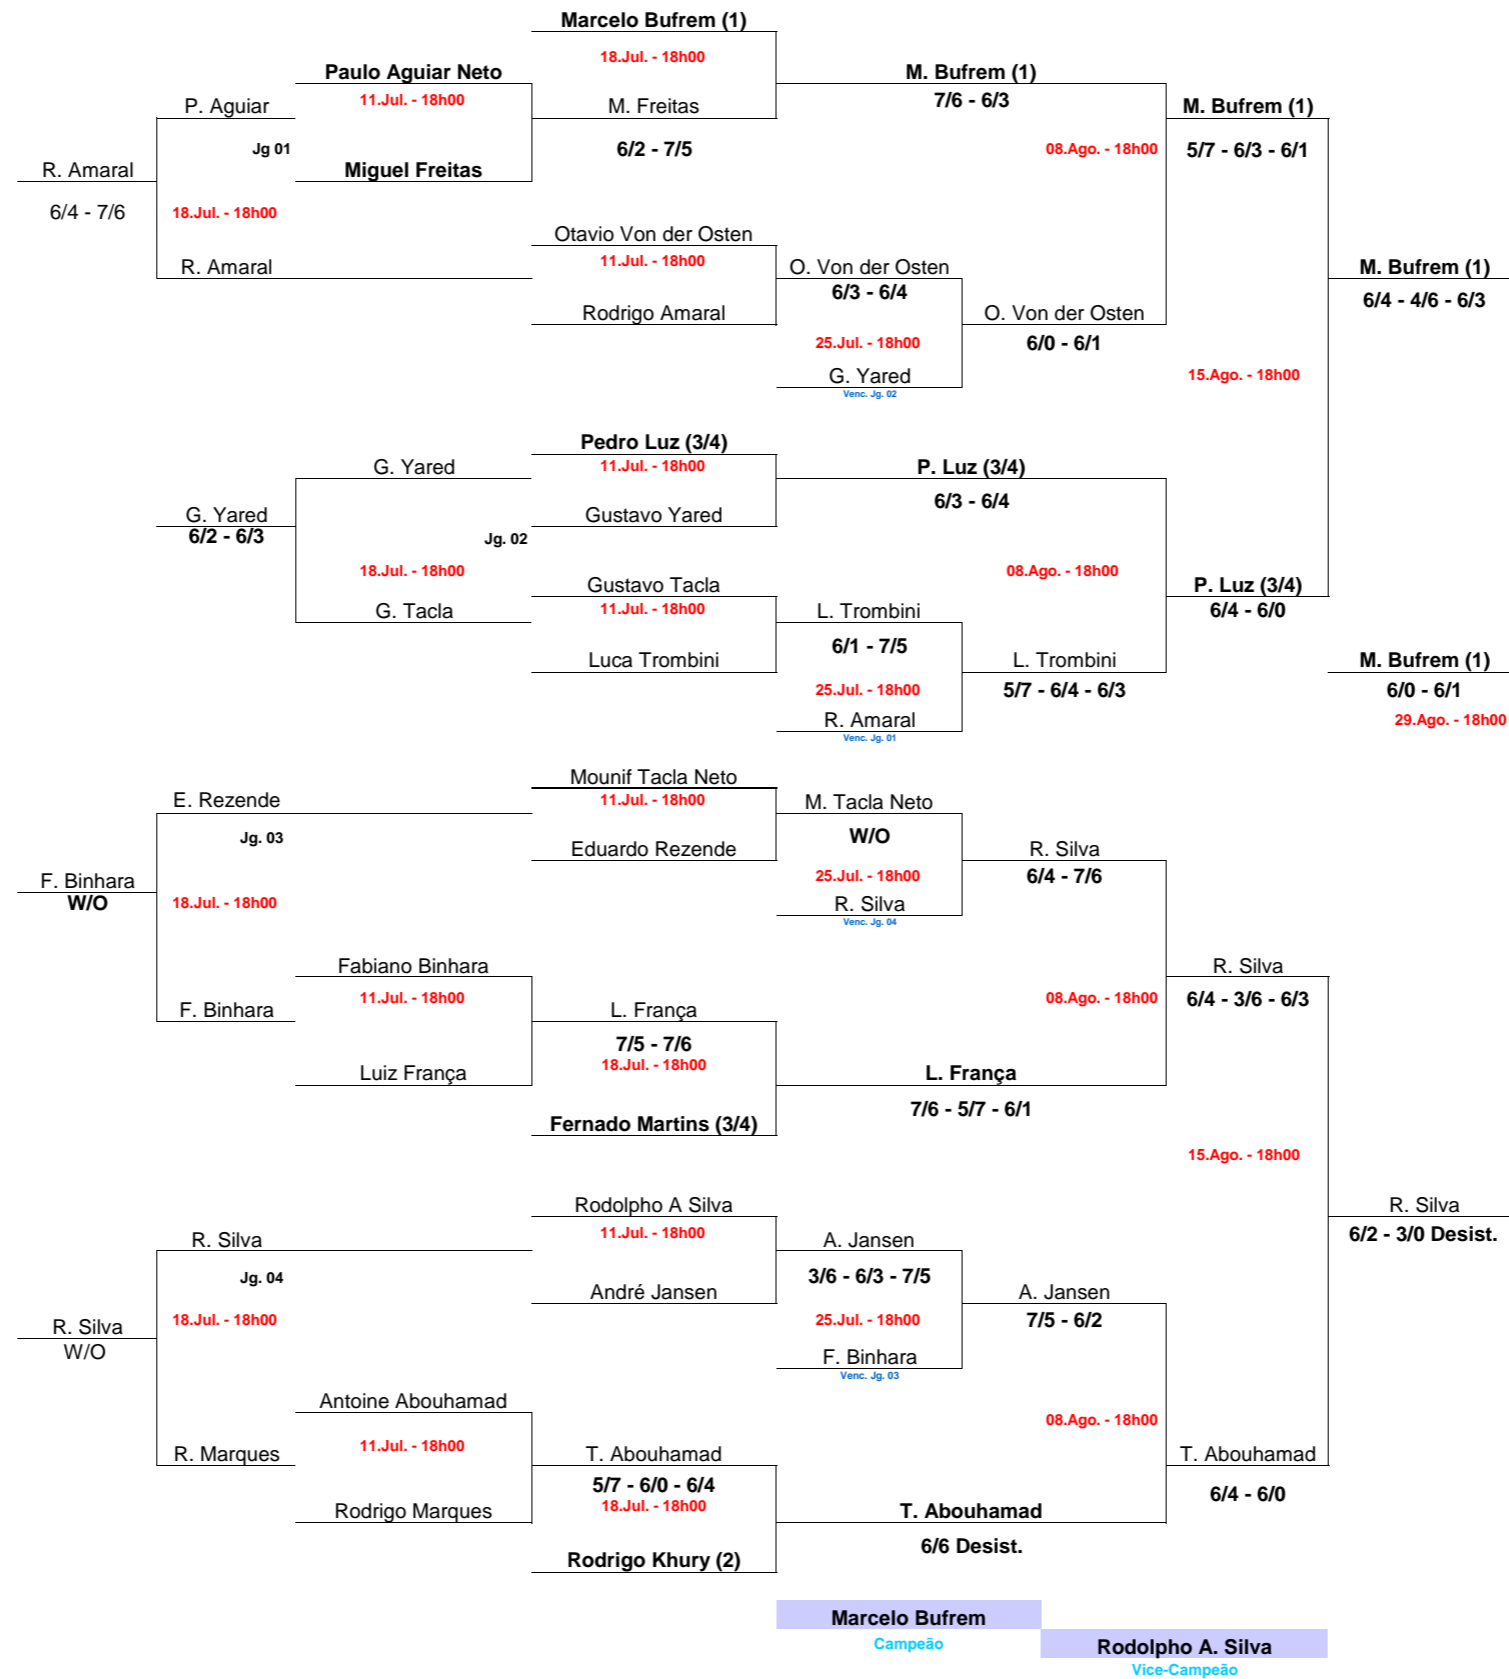 Marcelo Bufrem (1)
18.Jul. - 18h00
Paulo Aguiar Neto
M. Bufrem (1)
11.Jul. - 18h00
7/6 - 6/3
P. Aguiar
M. Freitas
M. Bufrem (1)
Jg 01
6/2 - 7/5
08.Ago. - 18h00
5/7 - 6/3 - 6/1
R. Amaral
Miguel Freitas
6/4 - 7/6
18.Jul. - 18h00
Otavio Von der Osten
R. Amaral
11.Jul. - 18h00
O. Von der Osten
M. Bufrem (1)
6/3 - 6/4
6/4 - 4/6 - 6/3
Rodrigo Amaral
O. Von der Osten
25.Jul. - 18h00
6/0 - 6/1
G. Yared
15.Ago. - 18h00
Venc. Jg. 02
Pedro Luz (3/4)
G. Yared
11.Jul. - 18h00
P. Luz (3/4)
6/3 - 6/4
G. Yared
Gustavo Yared
6/2 - 6/3
Jg. 02
18.Jul. - 18h00
08.Ago. - 18h00
Gustavo Tacla
P. Luz (3/4)
G. Tacla
11.Jul. - 18h00
L. Trombini
6/4 - 6/0
6/1 - 7/5
Luca Trombini
L. Trombini
M. Bufrem (1)
25.Jul. - 18h00
5/7 - 6/4 - 6/3
6/0 - 6/1
R. Amaral
29.Ago. - 18h00
Venc. Jg. 01
Mounif Tacla Neto
E. Rezende
11.Jul. - 18h00
M. Tacla Neto
Jg. 03
W/O
Eduardo Rezende
R. Silva
F. Binhara
25.Jul. - 18h00
6/4 - 7/6
W/O
18.Jul. - 18h00
R. Silva
Venc. Jg. 04
Fabiano Binhara
R. Silva
11.Jul. - 18h00
08.Ago. - 18h00
6/4 - 3/6 - 6/3
F. Binhara
L. França
7/5 - 7/6
Luiz França
18.Jul. - 18h00
L. França
7/6 - 5/7 - 6/1
Fernado Martins (3/4)
15.Ago. - 18h00
Rodolpho A Silva
R. Silva
R. Silva
11.Jul. - 18h00
A. Jansen
6/2 - 3/0 Desist.
Jg. 04
3/6 - 6/3 - 7/5
André Jansen
A. Jansen
R. Silva
18.Jul. - 18h00
25.Jul. - 18h00
7/5 - 6/2
W/O
F. Binhara
Venc. Jg. 03
Antoine Abouhamad
08.Ago. - 18h00
R. Marques
11.Jul. - 18h00
T. Abouhamad
T. Abouhamad
5/7 - 6/0 - 6/4
6/4 - 6/0
Rodrigo Marques
18.Jul. - 18h00
T. Abouhamad
6/6 Desist.
Rodrigo Khury (2)
Marcelo Bufrem
Campeão
Rodolpho A. Silva
Vice-Campeão